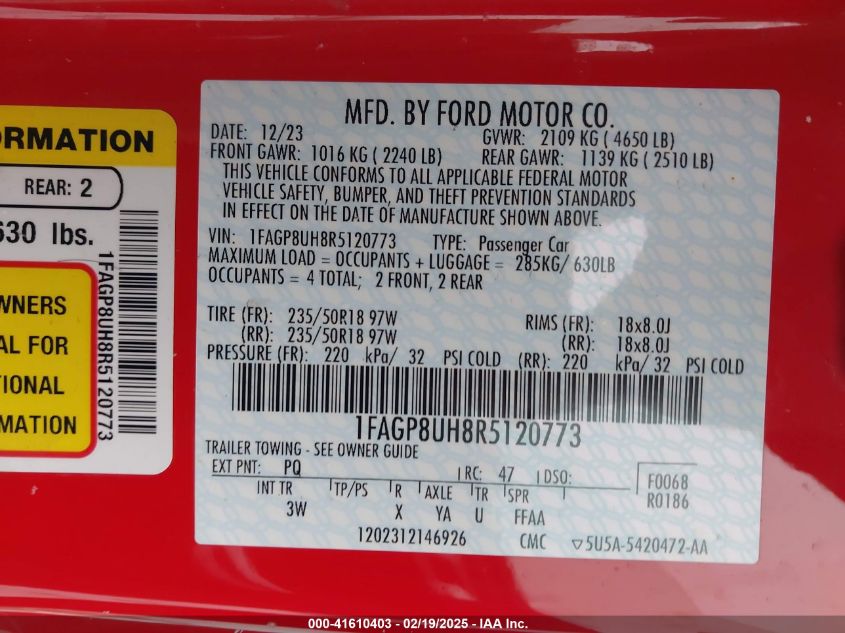 ORMATION
REAR: 2
630 lbs.
WNERS
AL FOR
TIONAL
MATION
1FAGP8UH8R5120773
MFD. BY FORD MOTOR CO.
DATE: 12/23 GVWR: 2109 KG ( 4650 LB)
FRONT GAWR: 1016 KG ( 2240 LB) REAR GAWR: 1139 KG ( 2510 LB)
THIS VEHICLE CONFORMS TO ALL APPLICABLE FEDERAL MOTOR
VEHICLE SAFETY, BUMPER, AND THEFT PREVENTION STANDARDS
IN EFFECT ON THE DATE OF MANUFACTURE SHOWN ABOVE.
VIN: 1FAGP8UH8R5120773 TYPE: Passenger Car
MAXIMUM LOAD = OCCUPANTS + LUGGAGE = 285KG/ 630LB
OCCUPANTS = 4 TOTAL; 2 FRONT, 2 REAR
TIRE (FR): 235/50R18 97W RIMS (FR): 18x8.0J
(RR): 235/50R18 97W (RR): 18x8.0J
PRESSURE (FR): 220 kPa/ 32 PSI COLD (RR): 220 kPa/ 32 PSI COLD
1FAGP8UH8R5120773
TRAILER TOWING - SEE OWNER GUIDE
EXT PNT: PQ RC: 47 DSO: F0068
R0186
INT TR TP/PS R AXLE TR SPR
3W X YA U FFAA
1202312146926 CMC ▽5U5A-5420472-AA
000-41610403 - 02/19/2025 - IAA Inc.